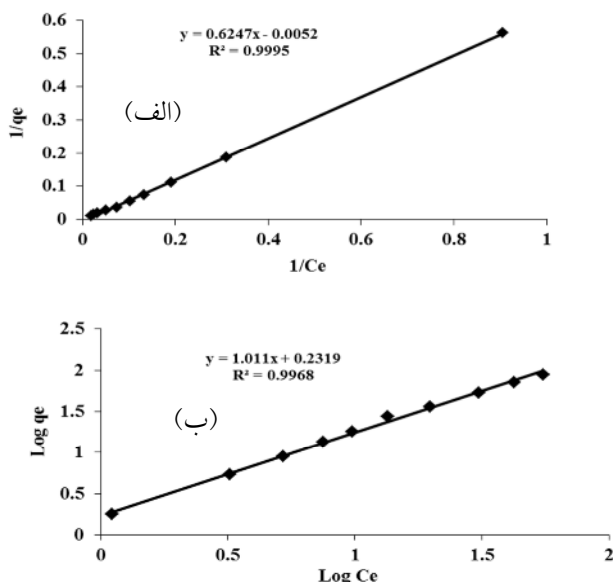 0.6
0.5
0.4
0.3
0.2
0.1
0
y = 0.6247x - 0.0052
R² = 0.9995
(الف)
1/qe
0
0.2
0.4
0.6
0.8
1
1/Ce
2.5
2
1.5
1
0.5
0
y = 1.011x + 0.2319
R² = 0.9968
(ب)
Log qe
0
0.5
1
1.5
2
Log Ce